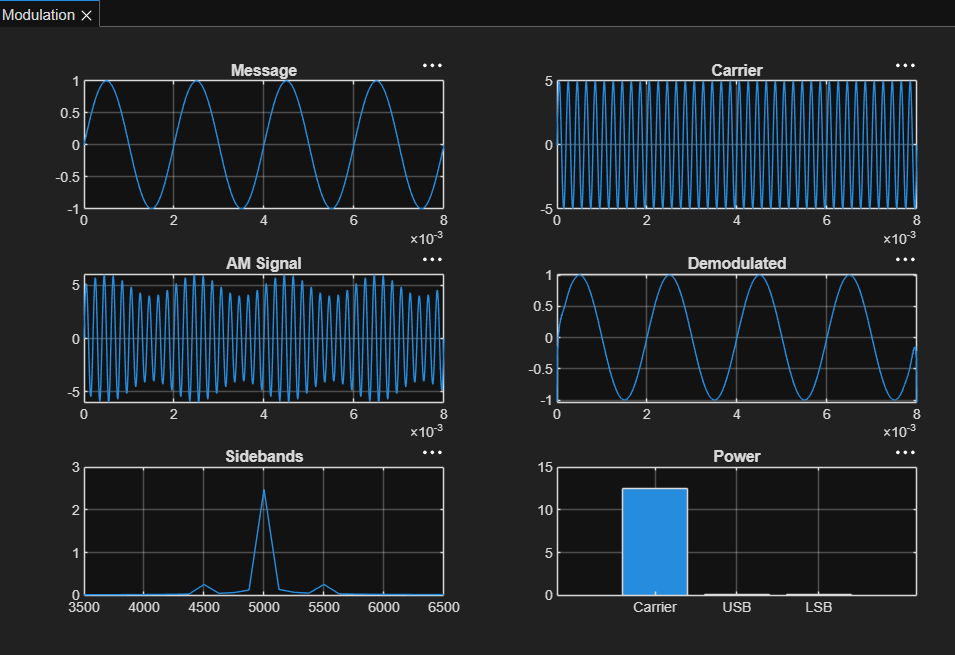 Modulation
Message
1
0.5
0
-0.5
-1
0 2 4 6 8
×10-3
Carrier
5
0
-5
0 2 4 6 8
×10-3
AM Signal
5
0
-5
0 2 4 6 8
×10-3
Demodulated
1
0.5
0
-0.5
-1
0 2 4 6 8
×10-3
Sidebands
3
2
1
0
3500 4000 4500 5000 5500 6000 6500
Power
15
10
5
0
Carrier USB LSB